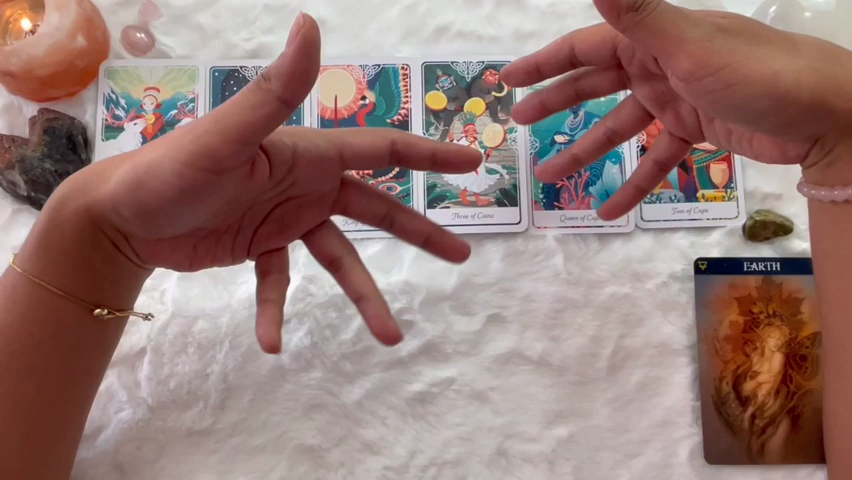 Three of Coins
Queen of Cups
Two of Cups
EARTH